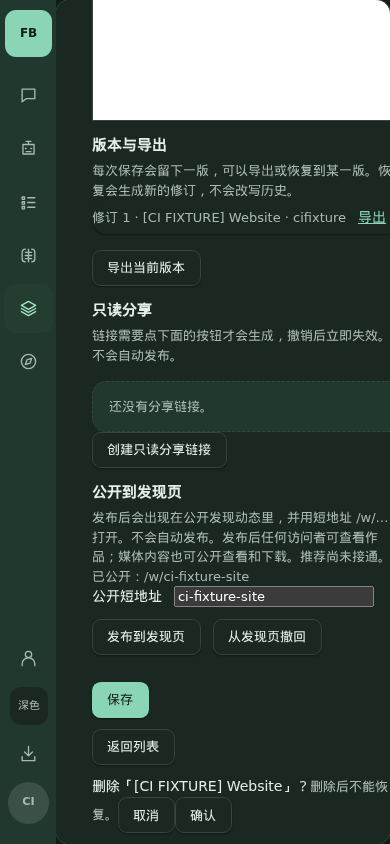 FB
版本与导出
每次保存会留下一版，可以导出或恢复到某一版。恢
复会生成新的修订，不会改写历史。
修订 1 · [CI FIXTURE] Website · cifixture 导出
导出当前版本
只读分享
链接需要点下面的按钮才会生成，撤销后立即失效。
不会自动发布。
还没有分享链接。
创建只读分享链接
公开到发现页
发布后会出现在公开发现动态里，并用短地址 /w/…
打开。不会自动发布。发布后任何访问者可查看作
品；媒体内容也可公开查看和下载。推荐尚未接通。
已公开：/w/ci-fixture-site
公开短地址 ci-fixture-site
发布到发现页 从发现页撤回
保存
返回列表
删除「[CI FIXTURE] Website」？删除后不能恢
复。 取消 确认
深色
CI